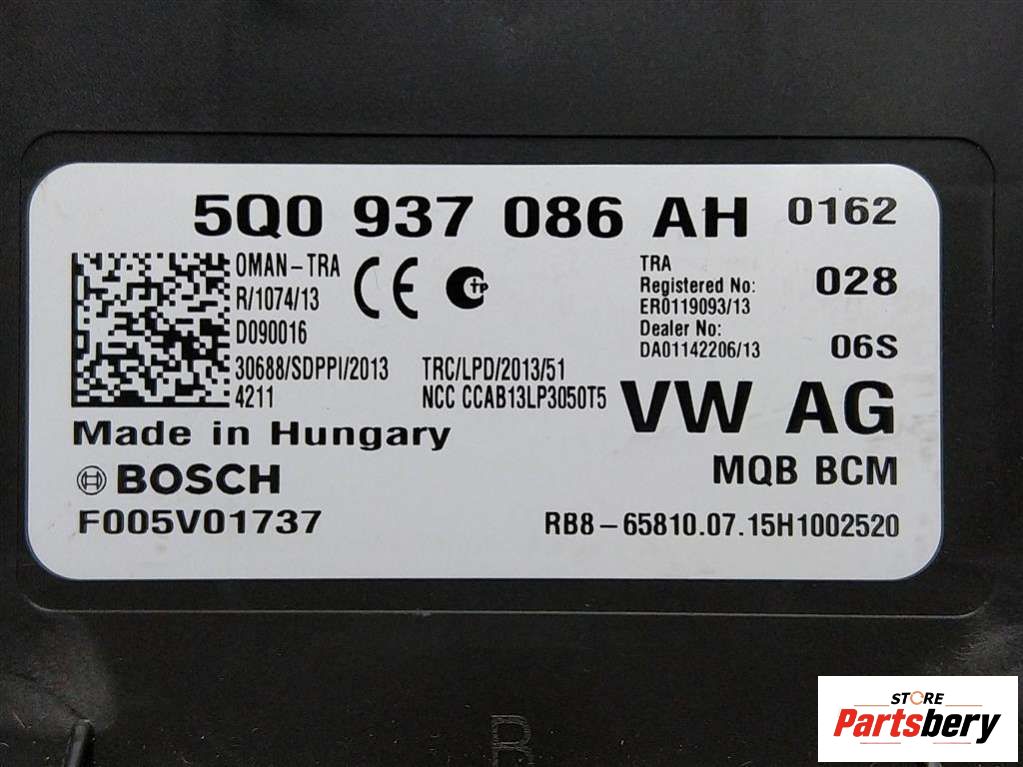 5Q0 937 086 AH 0162
OMAN-TRA
R/1074/13
D090016
30688/SDPPI/2013
4211
CE
TRC/LPD/2013/51
NCC CCAB13LP3050T5
TRA
Registered No:
ER0119093/13
Dealer No:
DA01142206/13
028
06S
VW AG
Made in Hungary
BOSCH
MQB BCM
F005V01737
RB8-65810.07.15H1002520
R
STORE
Partsbery